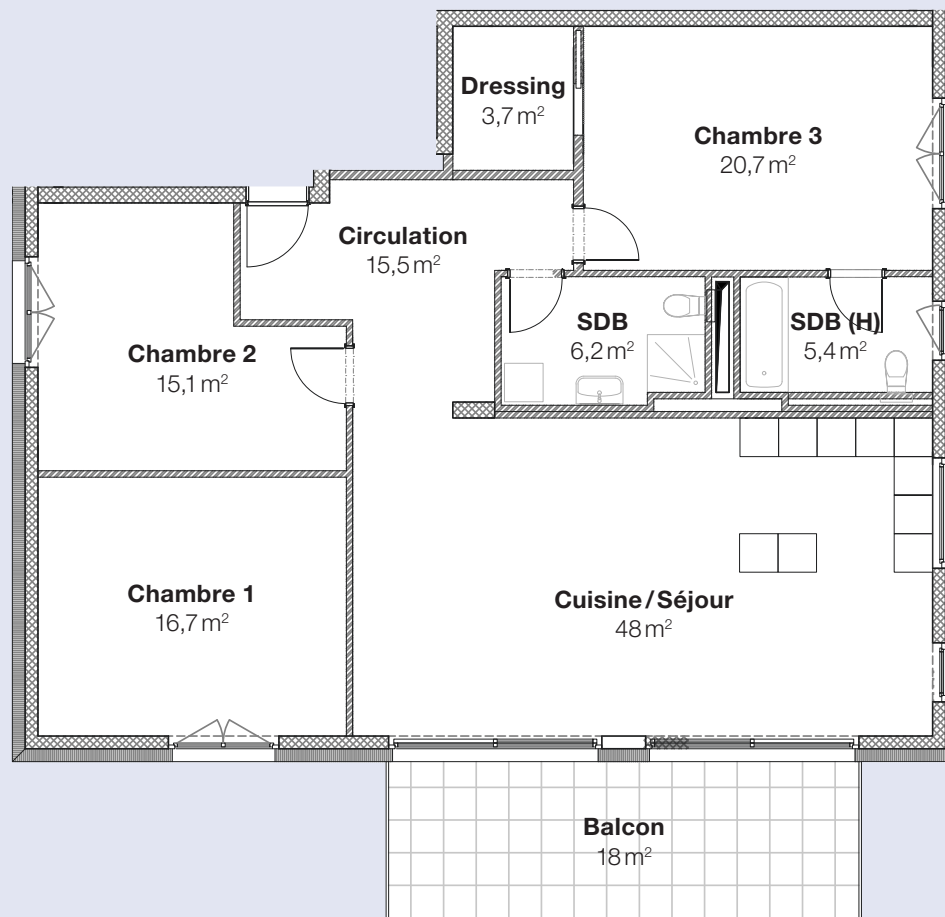 Dressing
3,7 m²
Chambre 3
20,7 m²
Circulation
15,5 m²
SDB
6,2 m²
SDB (H)
5,4 m²
Chambre 2
15,1 m²
Chambre 1
16,7 m²
Cuisine/Séjour
48 m²
Balcon
18 m²